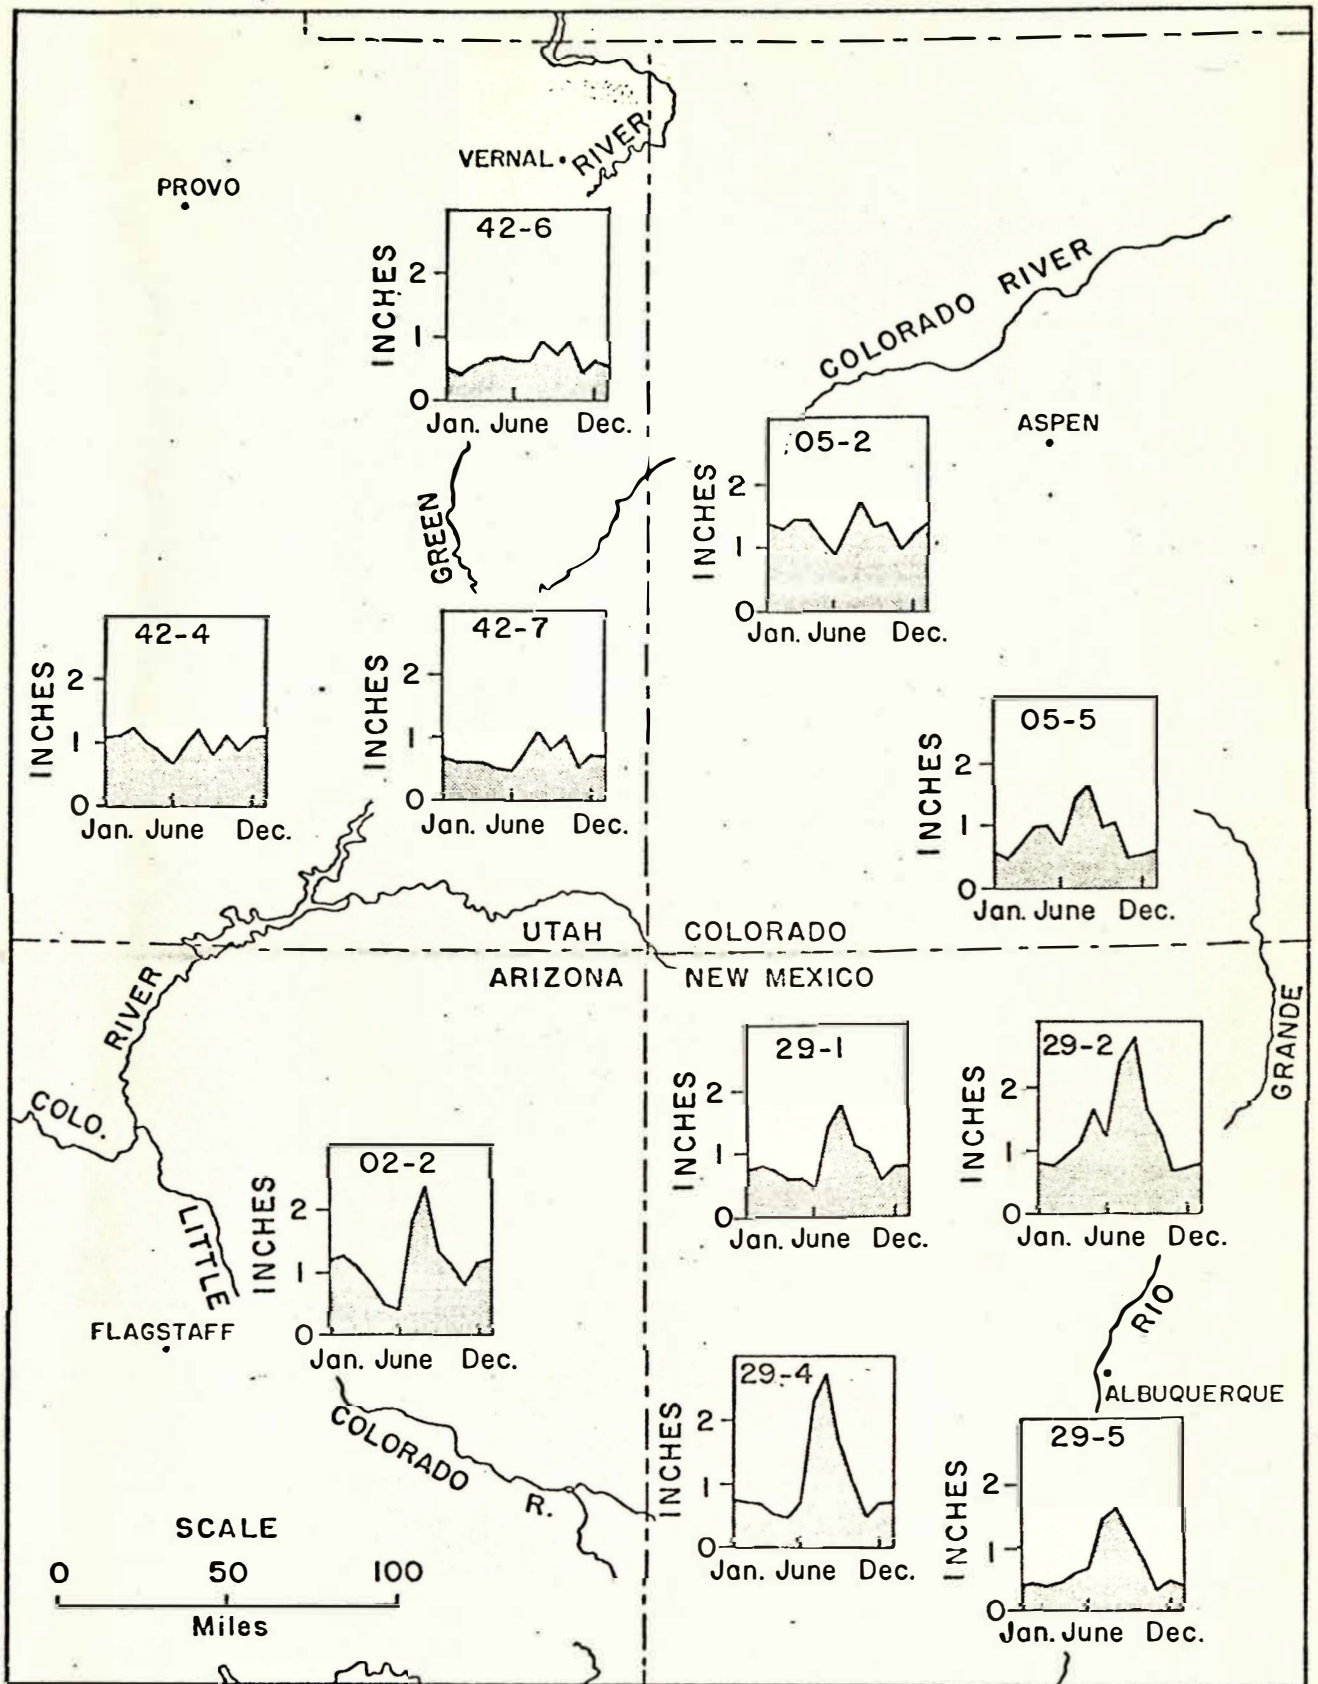 VERNAL
RIVER
PROVO
42-6
INCHES
2
1
0
Jan. June Dec.
COLORADO RIVER
ASPEN
05-2
INCHES
2
1
0
Jan. June Dec.
GREEN
42-4
INCHES
2
1
0
Jan. June Dec.
42-7
INCHES
2
1
0
Jan. June Dec.
05-5
INCHES
2
1
0
Jan. June Dec.
UTAH COLORADO
ARIZONA NEW MEXICO
RIVER
COLO.
LITTLE
GRANDE
29-1
INCHES
2
1
0
Jan. June Dec.
29-2
INCHES
2
1
0
Jan. June Dec.
02-2
INCHES
2
1
0
Jan. June Dec.
FLAGSTAFF
RIO
ALBUQUERQUE
COLORADO R.
29-4
INCHES
2
1
0
Jan. June Dec.
29-5
INCHES
2
1
0
Jan. June Dec.
SCALE
0 50 100
Miles